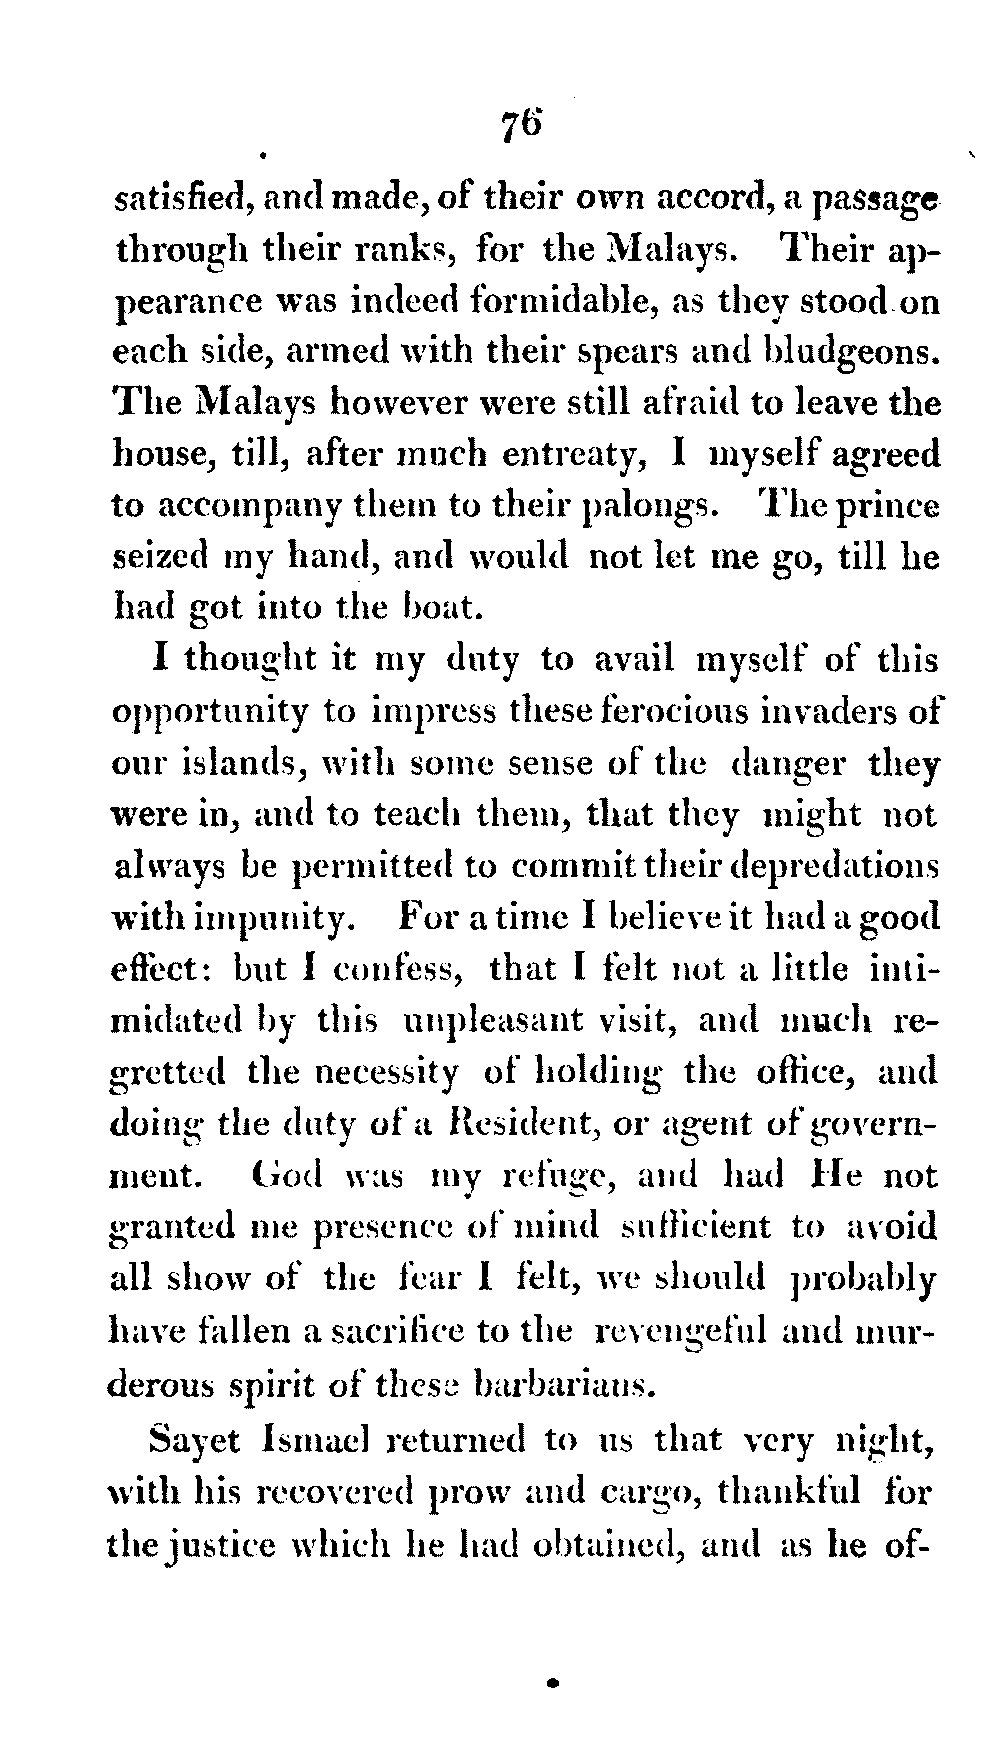 76
satisfied, and made, of their own accord, a passage
through their ranks, for the Malays. Their ap-
pearance was indeed formidable, as they stood on
each side, armed with their spears and bludgeons.
The Malays however were still afraid to leave the
house, till, after much entreaty, I myself agreed
to accompany them to their palongs. The prince
seized my hand, and would not let me go, till he
had got into the boat.
I thought it my duty to avail myself of this
opportunity to impress these ferocious invaders of
our islands, with some sense of the danger they
were in, and to teach them, that they might not
always be permitted to commit their depredations
with impunity. For a time I believe it had a good
effect: but I confess, that I felt not a little inti-
midated by this unpleasant visit, and much re-
gretted the necessity of holding the office, and
doing the duty of a Resident, or agent of govern-
ment. God was my refuge, and had He not
granted me presence of mind sufficient to avoid
all show of the fear I felt, we should probably
have fallen a sacrifice to the revengeful and mur-
derous spirit of these barbarians.
Sayet Ismael returned to us that very night,
with his recovered prow and cargo, thankful for
the justice which he had obtained, and as he of-